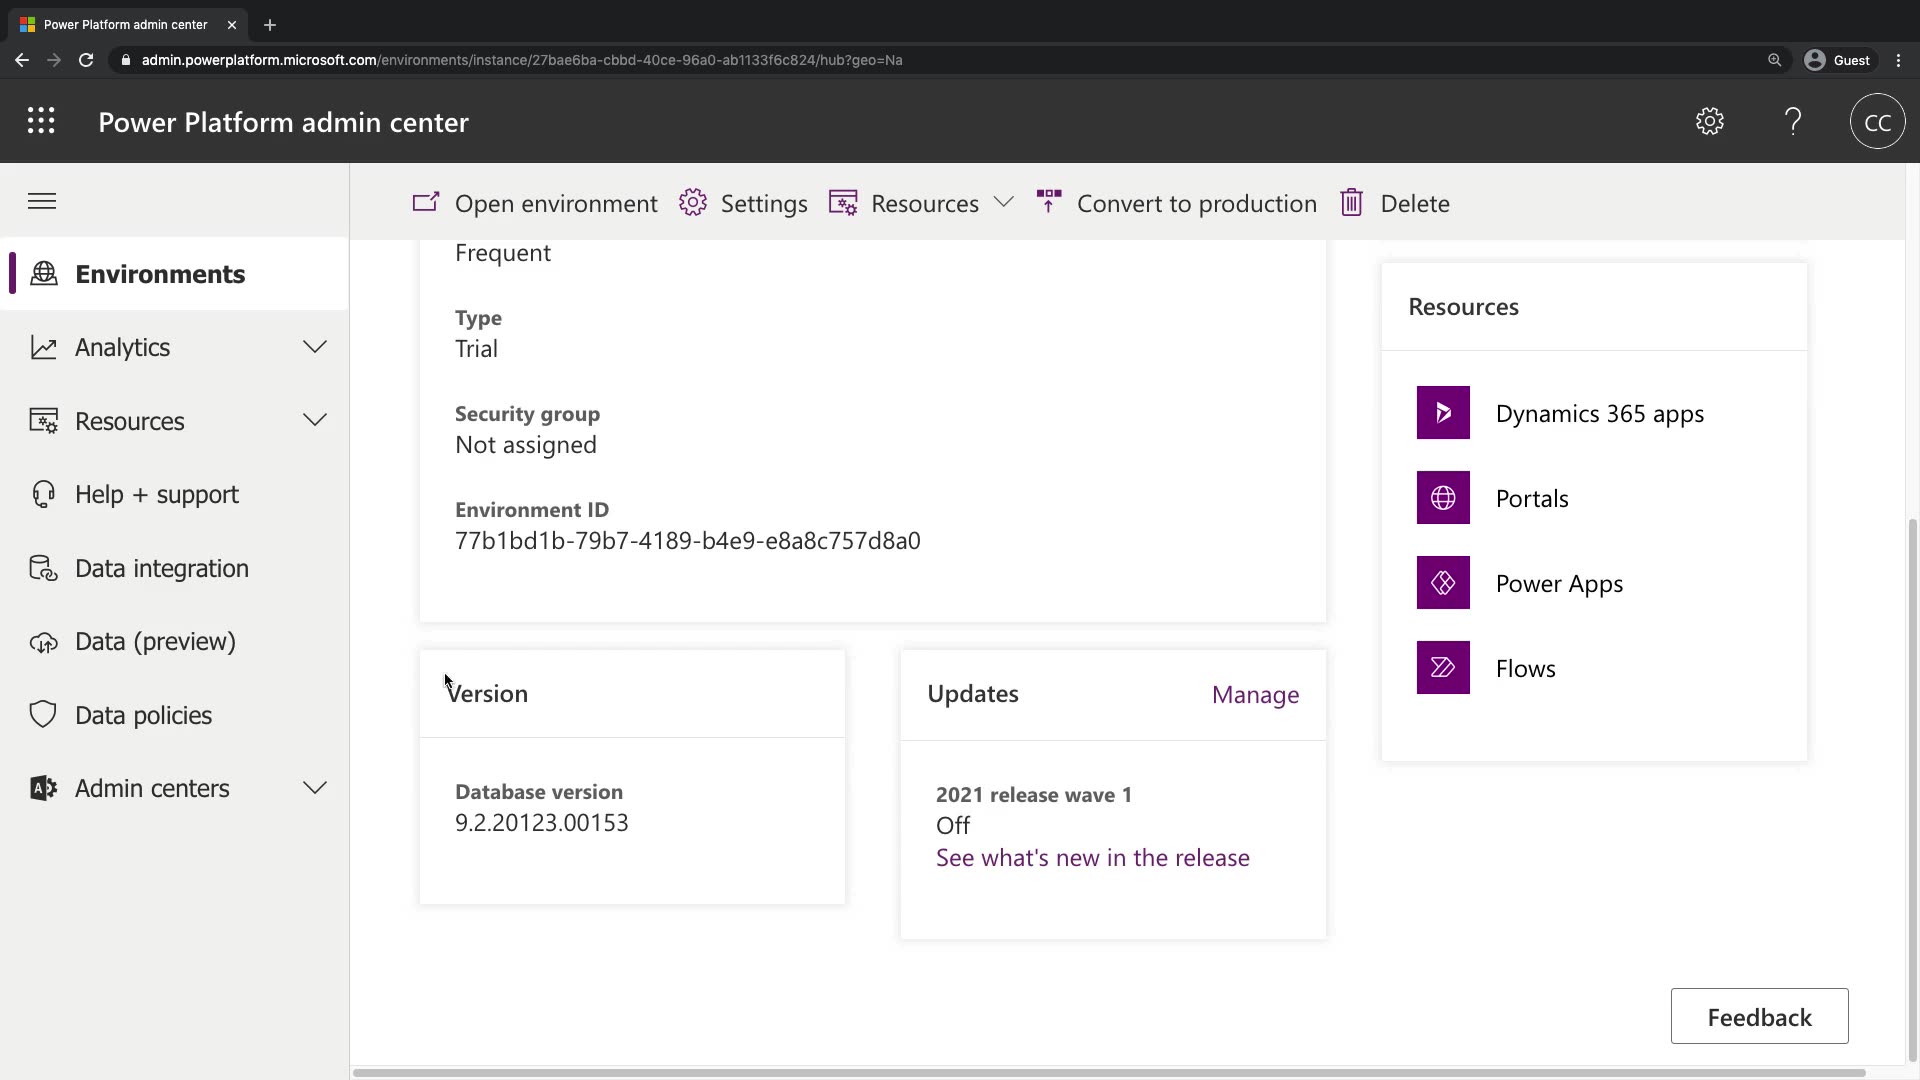 Power Platform admin center
admin.powerplatform.microsoft.com/environments/instance/27bae6ba-cbbd-40ce-96a0-ab1133f6c824/hub?geo=Na
Guest
Power Platform admin center
CC
Open environment
Settings
Resources
Convert to production
Delete
Environments
Analytics
Resources
Help + support
Data integration
Data (preview)
Data policies
Admin centers
Frequent
Type
Trial
Security group
Not assigned
Environment ID
77b1bd1b-79b7-4189-b4e9-e8a8c757d8a0
Version
Database version
9.2.20123.00153
Updates
Manage
2021 release wave 1
Off
See what's new in the release
Resources
Dynamics 365 apps
Portals
Power Apps
Flows
Feedback